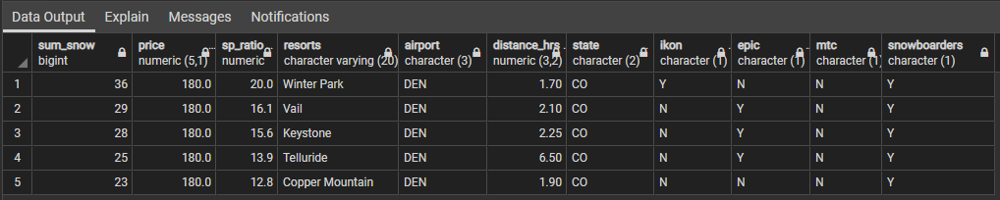 Data Output Explain Messages Notifications
sum_snow price sp_ratio resorts airport distance_hrs state ikon epic mtc snowboarders
bigint numeric (5,1) numeric character varying (20) character (3) numeric (3,2) character (2) character (1) character (1) character (1) character (1)
1 36 180.0 20.0 Winter Park DEN 1.70 CO Y N N Y
2 29 180.0 16.1 Vail DEN 2.10 CO N Y N Y
3 28 180.0 15.6 Keystone DEN 2.25 CO N Y N Y
4 25 180.0 13.9 Telluride DEN 6.50 CO N Y N Y
5 23 180.0 12.8 Copper Mountain DEN 1.90 CO N N N Y